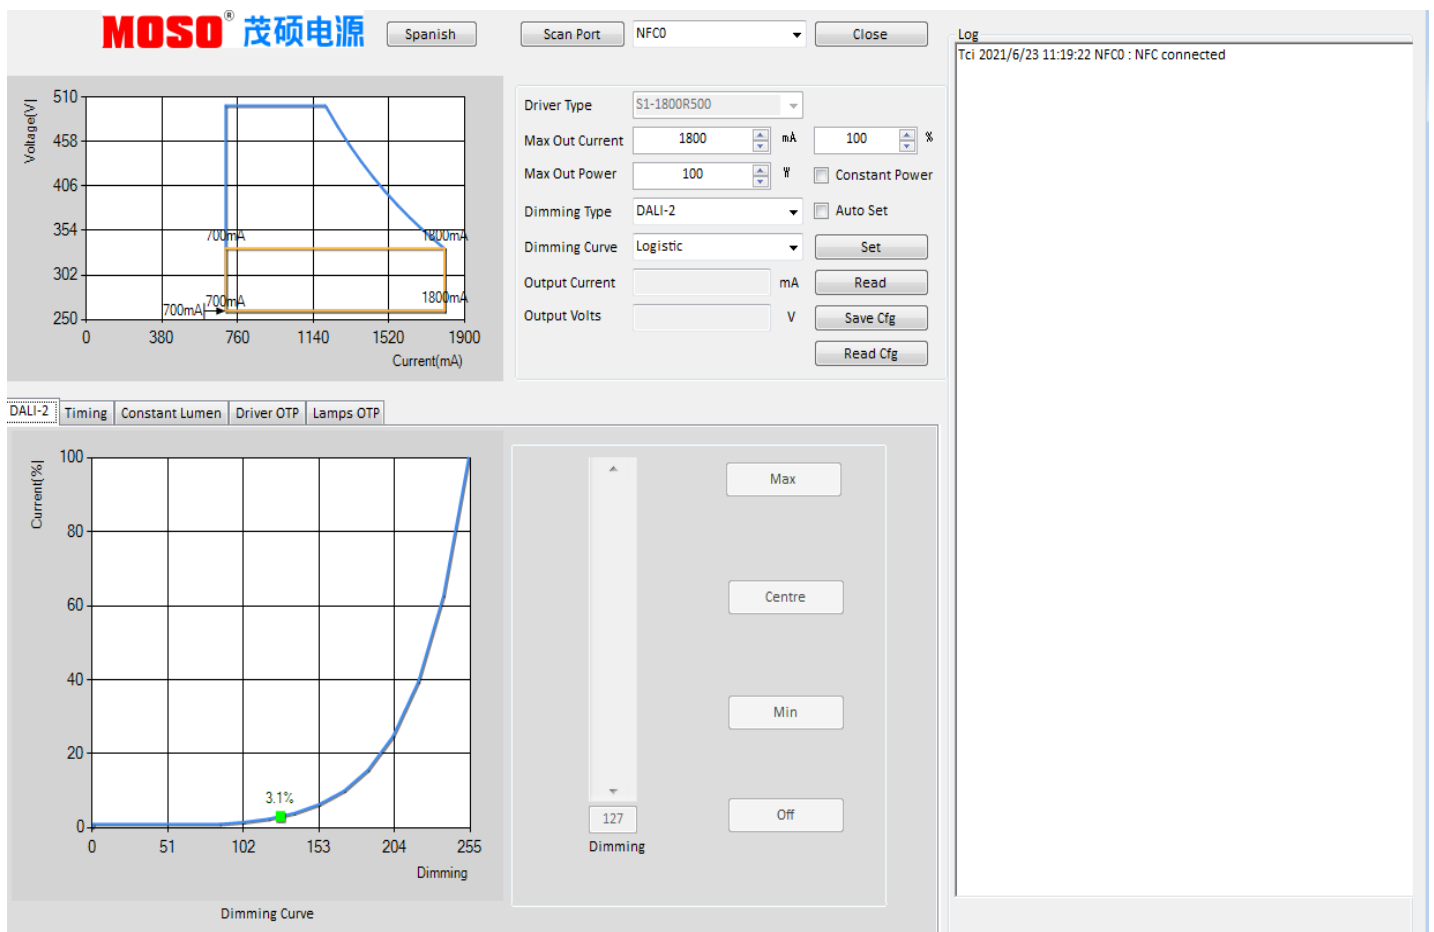 MOSO® 茂硕电源
Spanish
Scan Port
NFC0
Close
Log
Tci 2021/6/23 11:19:22 NFC0 : NFC connected
Voltage[V]
510
458
406
354
302
250
700mA
1800mA
700mA
1800mA
700mA
0 380 760 1140 1520 1900
Current(mA)
Driver Type S1-1800R500
Max Out Current 1800 mA 100 %
Max Out Power 100 W Constant Power
Dimming Type DALI-2 Auto Set
Dimming Curve Logistic Set
Output Current mA Read
Output Volts V Save Cfg
Read Cfg
DALI-2 Timing Constant Lumen Driver OTP Lamps OTP
Current[%]
100
80
60
40
20
0
3.1%
0 51 102 153 204 255
Dimming
Dimming Curve
Max
Centre
Min
Off
127
Dimming